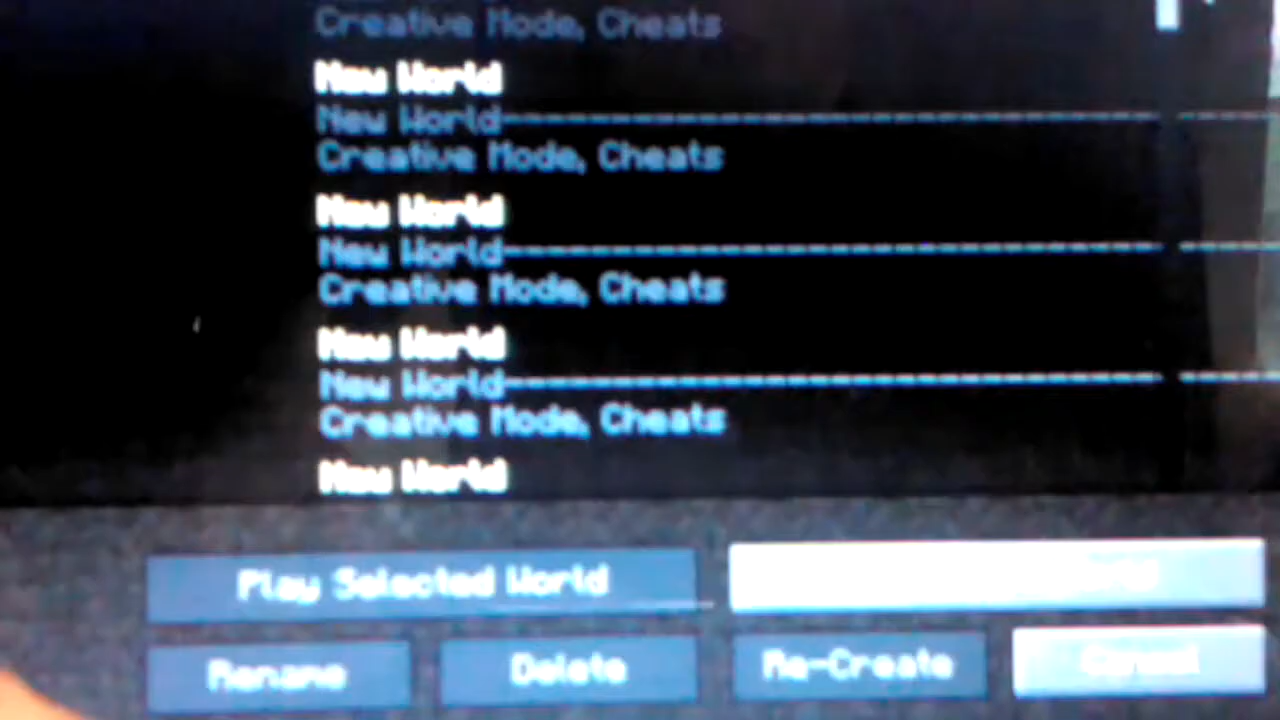 Creative Mode, Cheats
New World
New World--------------------------------------
Creative Mode, Cheats
New World
New World--------------------------------------
Creative Mode, Cheats
New World
New World--------------------------------------
Creative Mode, Cheats
New World
Play Selected World
Rename Delete Re-Create Cancel